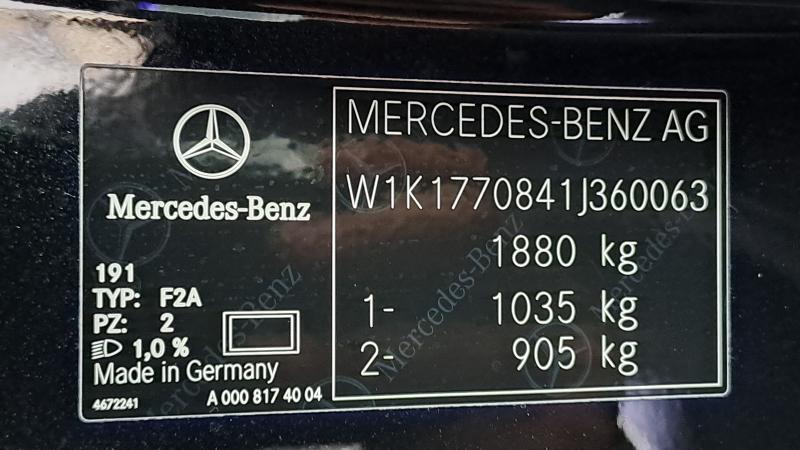 Mercedes-Benz
191
TYP: F2A
PZ: 2
1,0 %
Made in Germany
4672241 A 000 817 40 04
MERCEDES-BENZ AG
W1K1770841J360063
1880 kg
1- 1035 kg
2- 905 kg